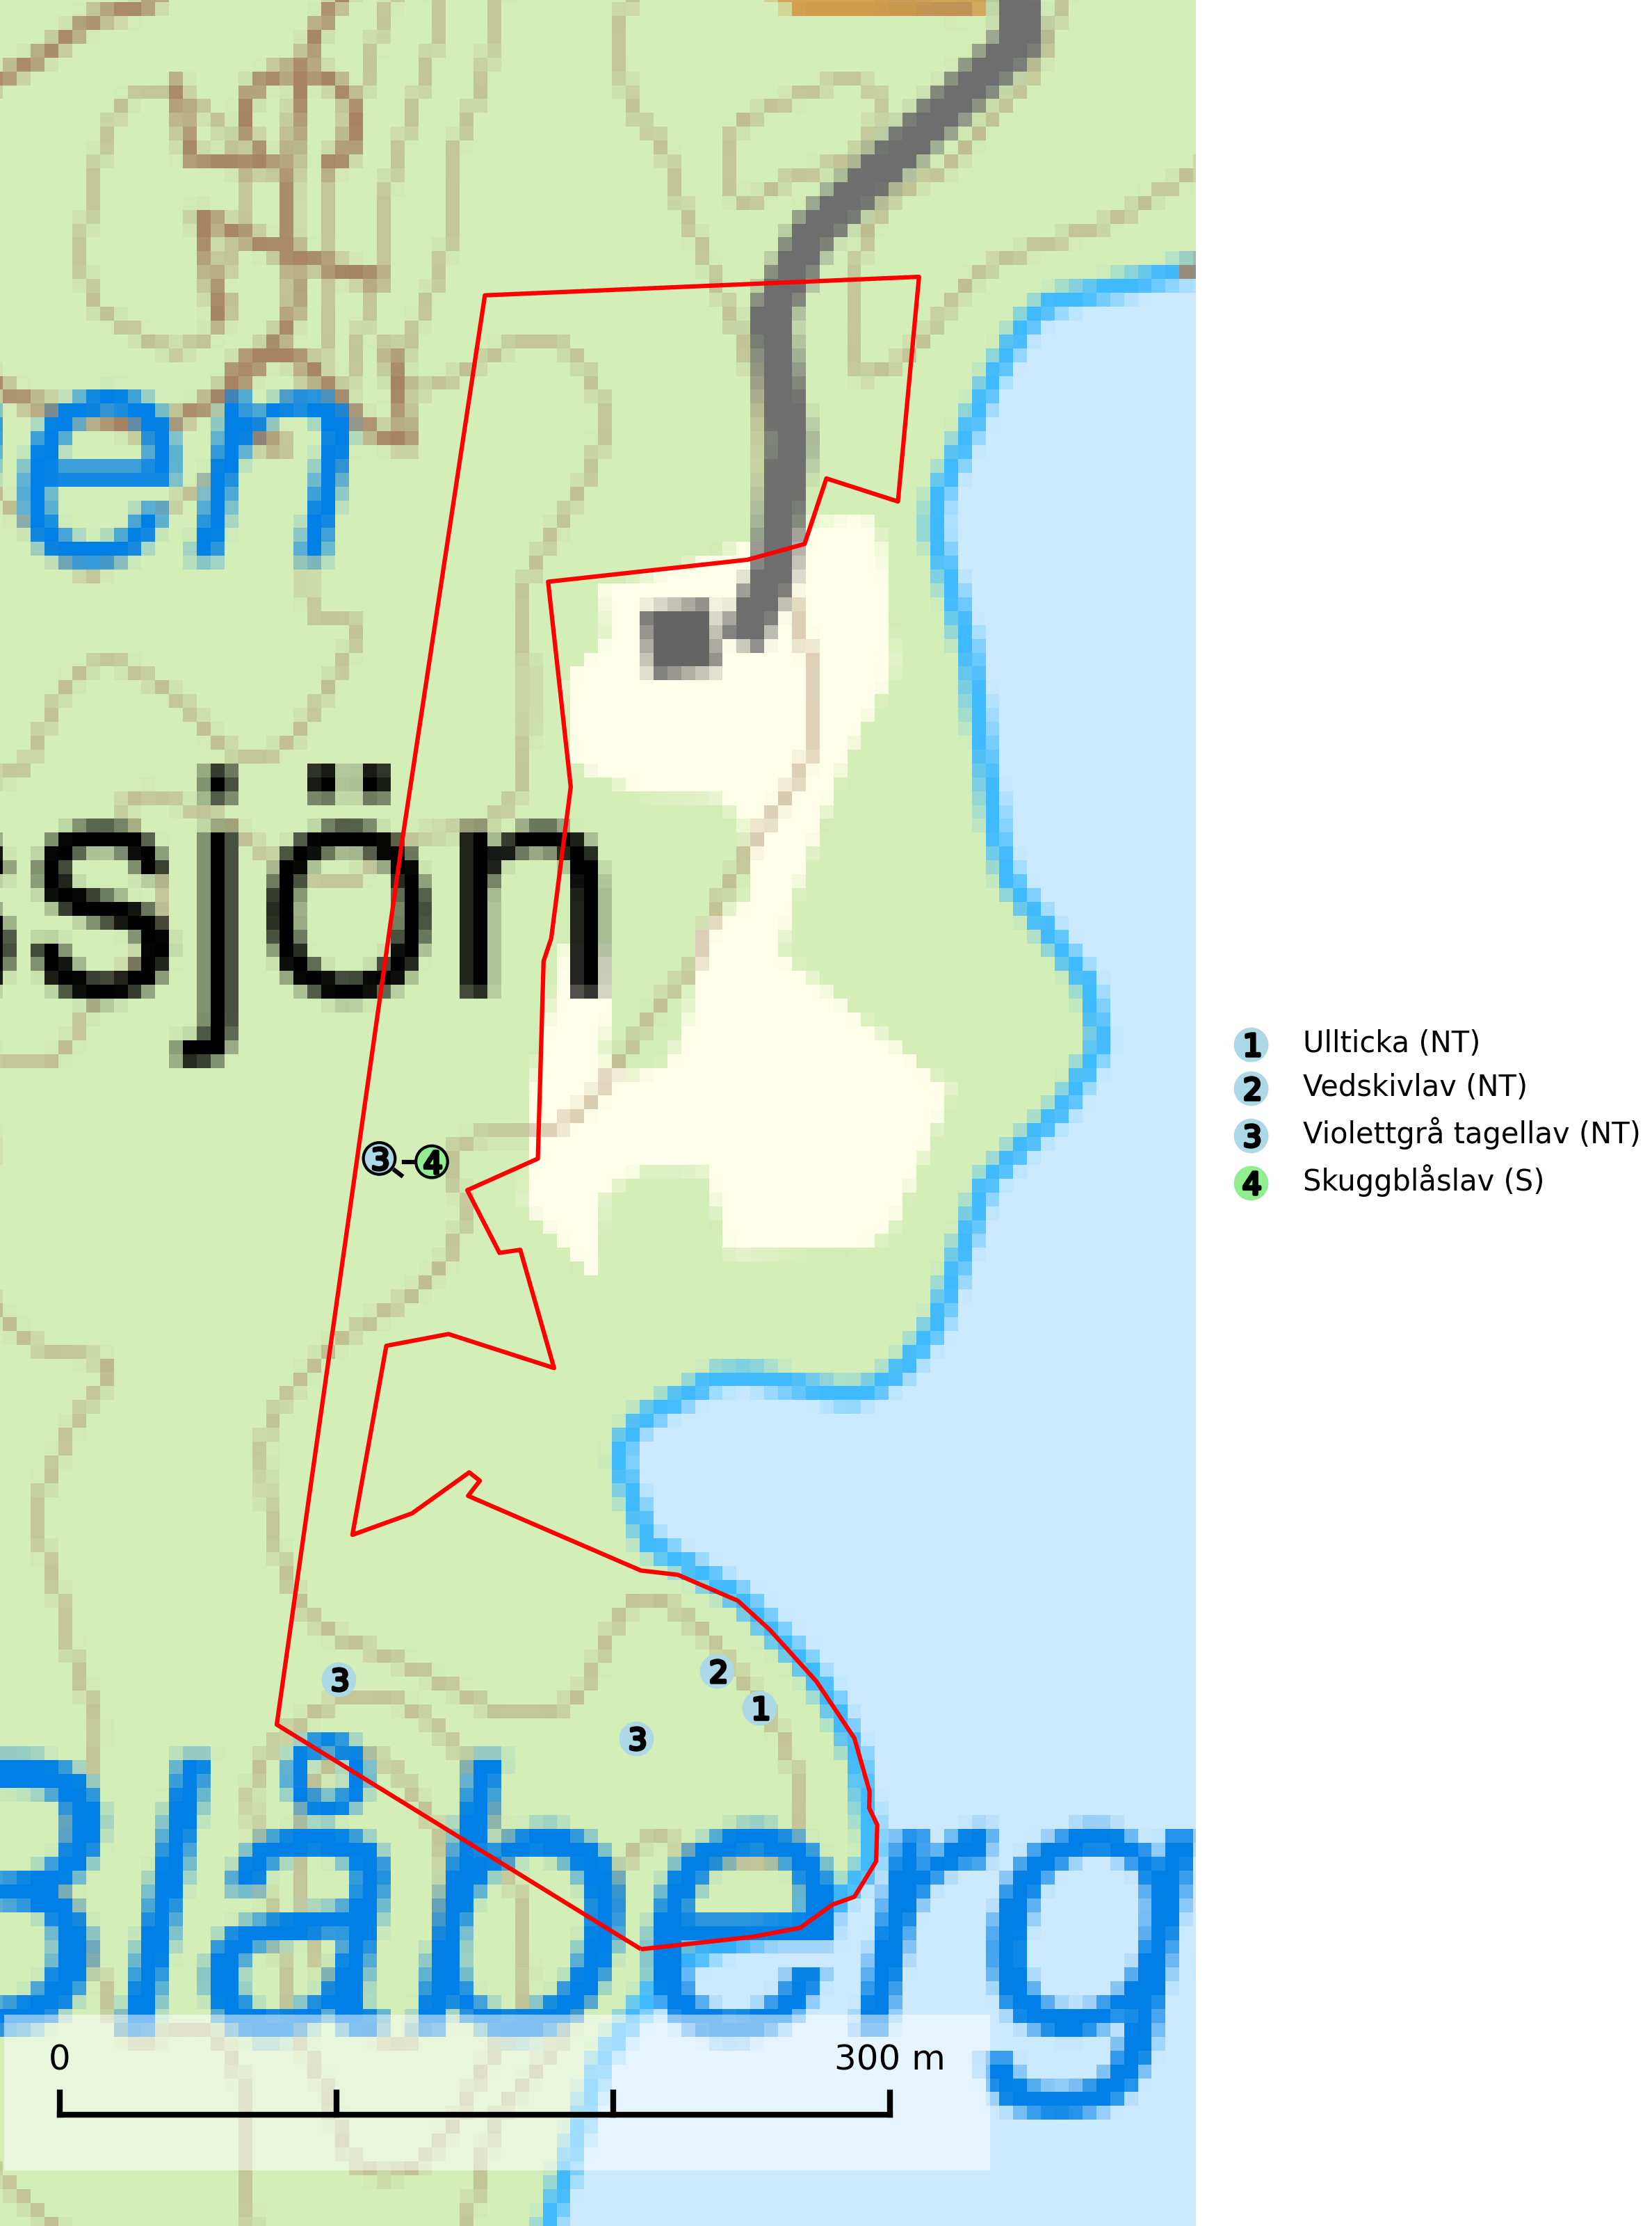 en
sjön
3 4
1 Ullticka (NT)
2 Vedskivlav (NT)
3 Violettgrå tagellav (NT)
4 Skuggblåslav (S)
2
3
1
3
Blåberg
0 300 m